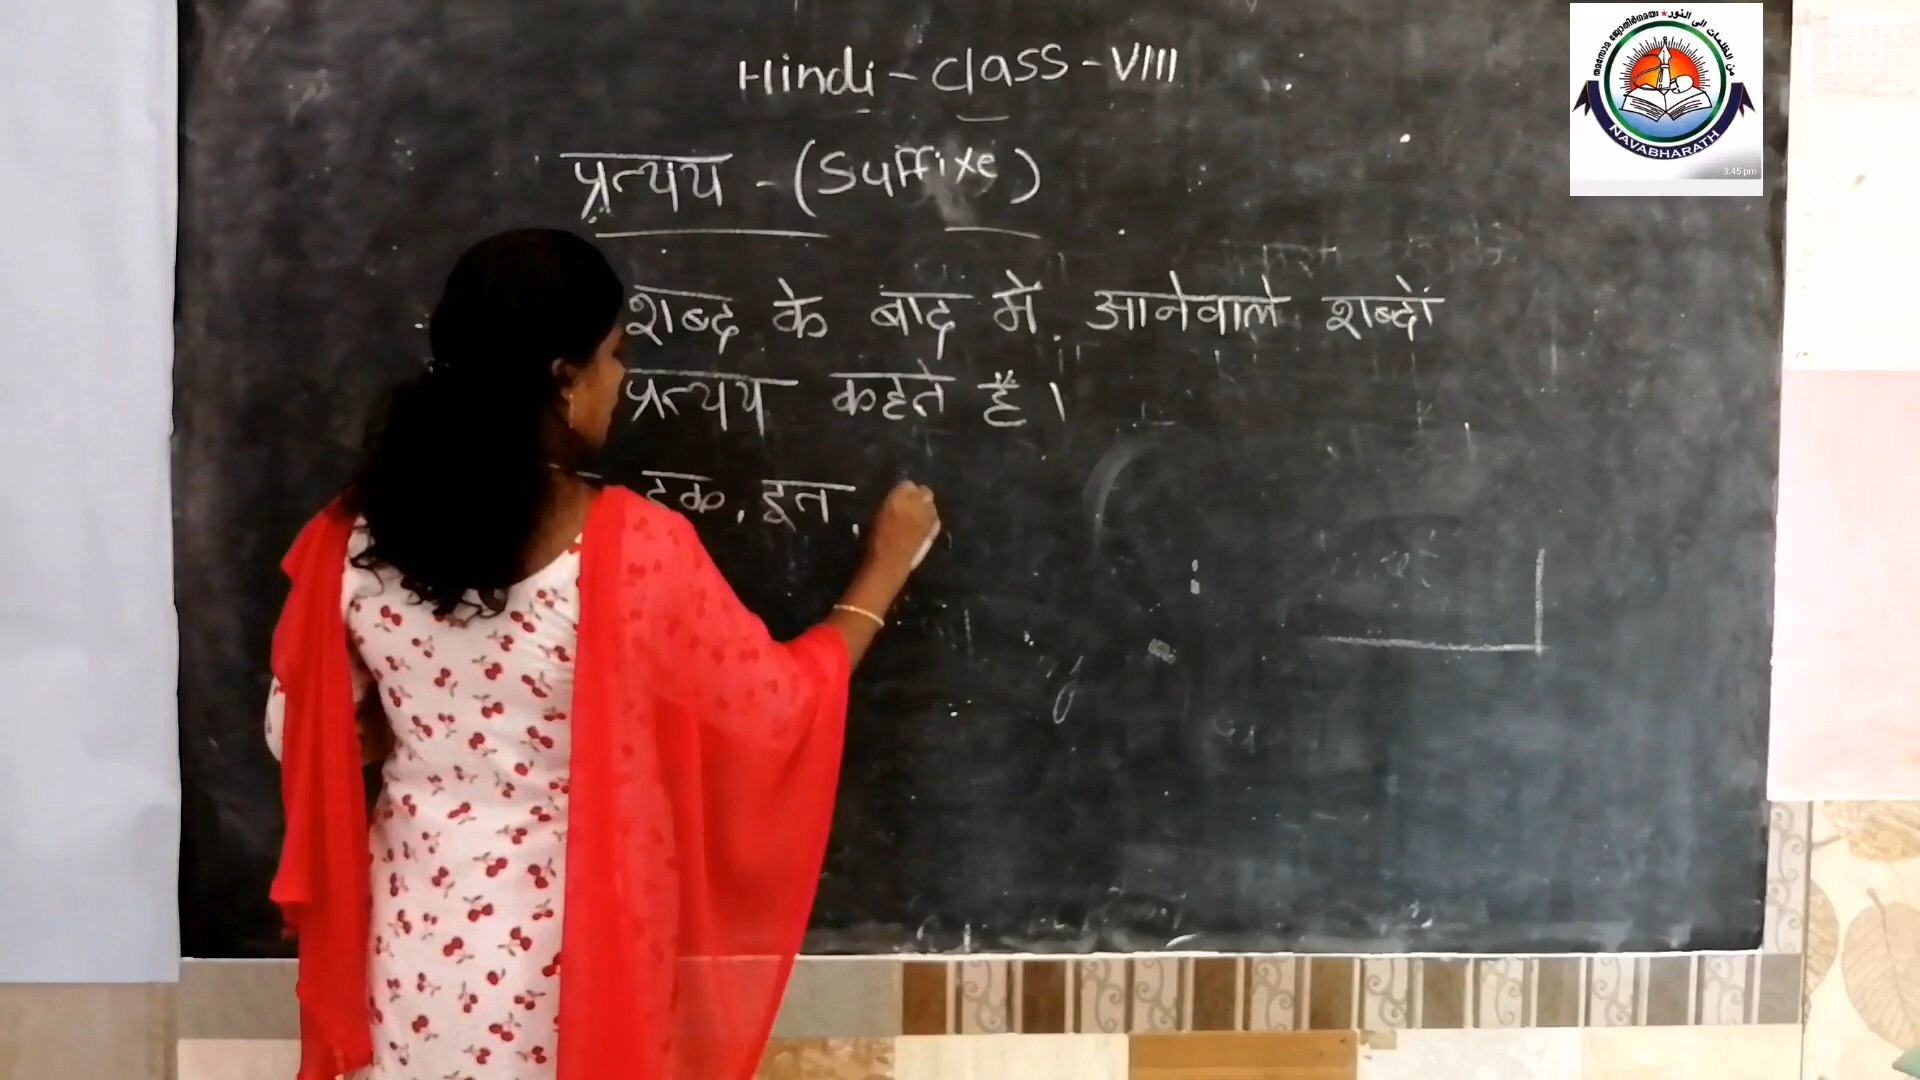 Hindi - Class - VIII
प्रत्यय - (Suffixe)
शब्द के बाद में आनेवाले शब्दों
प्रत्यय कहते हैं।
इक, इत,
NAVABHARATH
3:45 pm